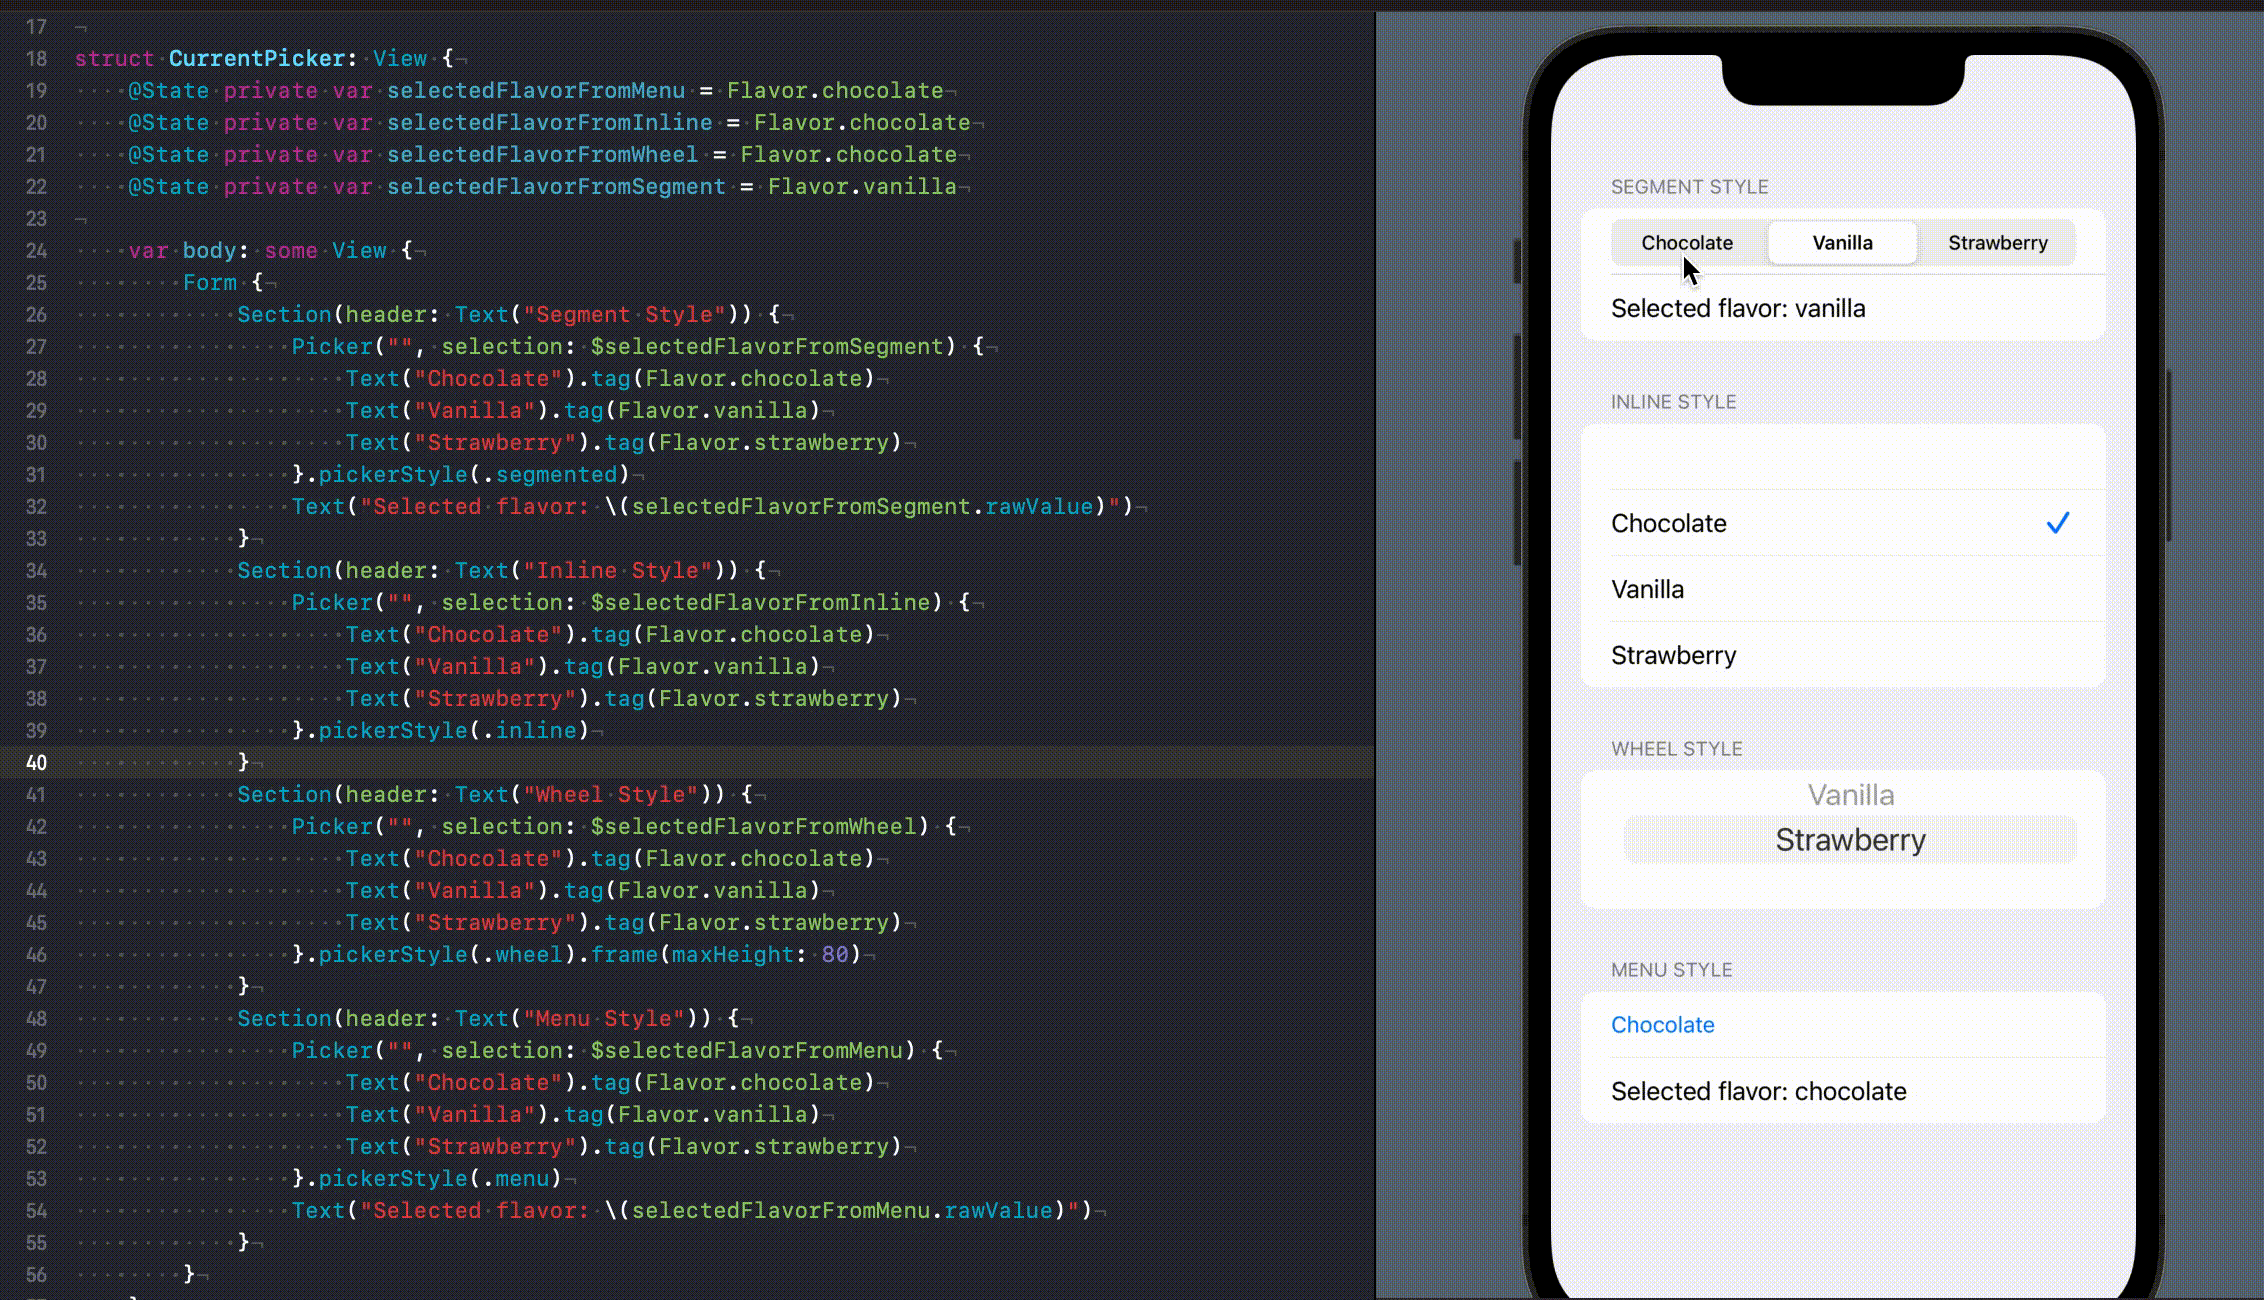 17
18 struct CurrentPicker: View {
19     @State private var selectedFlavorFromMenu = Flavor.chocolate
20     @State private var selectedFlavorFromInline = Flavor.chocolate
21     @State private var selectedFlavorFromWheel = Flavor.chocolate
22     @State private var selectedFlavorFromSegment = Flavor.vanilla
23
24     var body: some View {
25         Form {
26             Section(header: Text("Segment Style")) {
27                 Picker("", selection: $selectedFlavorFromSegment) {
28                     Text("Chocolate").tag(Flavor.chocolate)
29                     Text("Vanilla").tag(Flavor.vanilla)
30                     Text("Strawberry").tag(Flavor.strawberry)
31                 }.pickerStyle(.segmented)
32                 Text("Selected flavor: \(selectedFlavorFromSegment.rawValue)")
33             }
34             Section(header: Text("Inline Style")) {
35                 Picker("", selection: $selectedFlavorFromInline) {
36                     Text("Chocolate").tag(Flavor.chocolate)
37                     Text("Vanilla").tag(Flavor.vanilla)
38                     Text("Strawberry").tag(Flavor.strawberry)
39                 }.pickerStyle(.inline)
40             }
41             Section(header: Text("Wheel Style")) {
42                 Picker("", selection: $selectedFlavorFromWheel) {
43                     Text("Chocolate").tag(Flavor.chocolate)
44                     Text("Vanilla").tag(Flavor.vanilla)
45                     Text("Strawberry").tag(Flavor.strawberry)
46                 }.pickerStyle(.wheel).frame(maxHeight: 80)
47             }
48             Section(header: Text("Menu Style")) {
49                 Picker("", selection: $selectedFlavorFromMenu) {
50                     Text("Chocolate").tag(Flavor.chocolate)
51                     Text("Vanilla").tag(Flavor.vanilla)
52                     Text("Strawberry").tag(Flavor.strawberry)
53                 }.pickerStyle(.menu)
54                 Text("Selected flavor: \(selectedFlavorFromMenu.rawValue)")
55             }
56         }
SEGMENT STYLE
Chocolate Vanilla Strawberry
Selected flavor: vanilla
INLINE STYLE
Chocolate
Vanilla
Strawberry
WHEEL STYLE
Vanilla
Strawberry
MENU STYLE
Chocolate
Selected flavor: chocolate